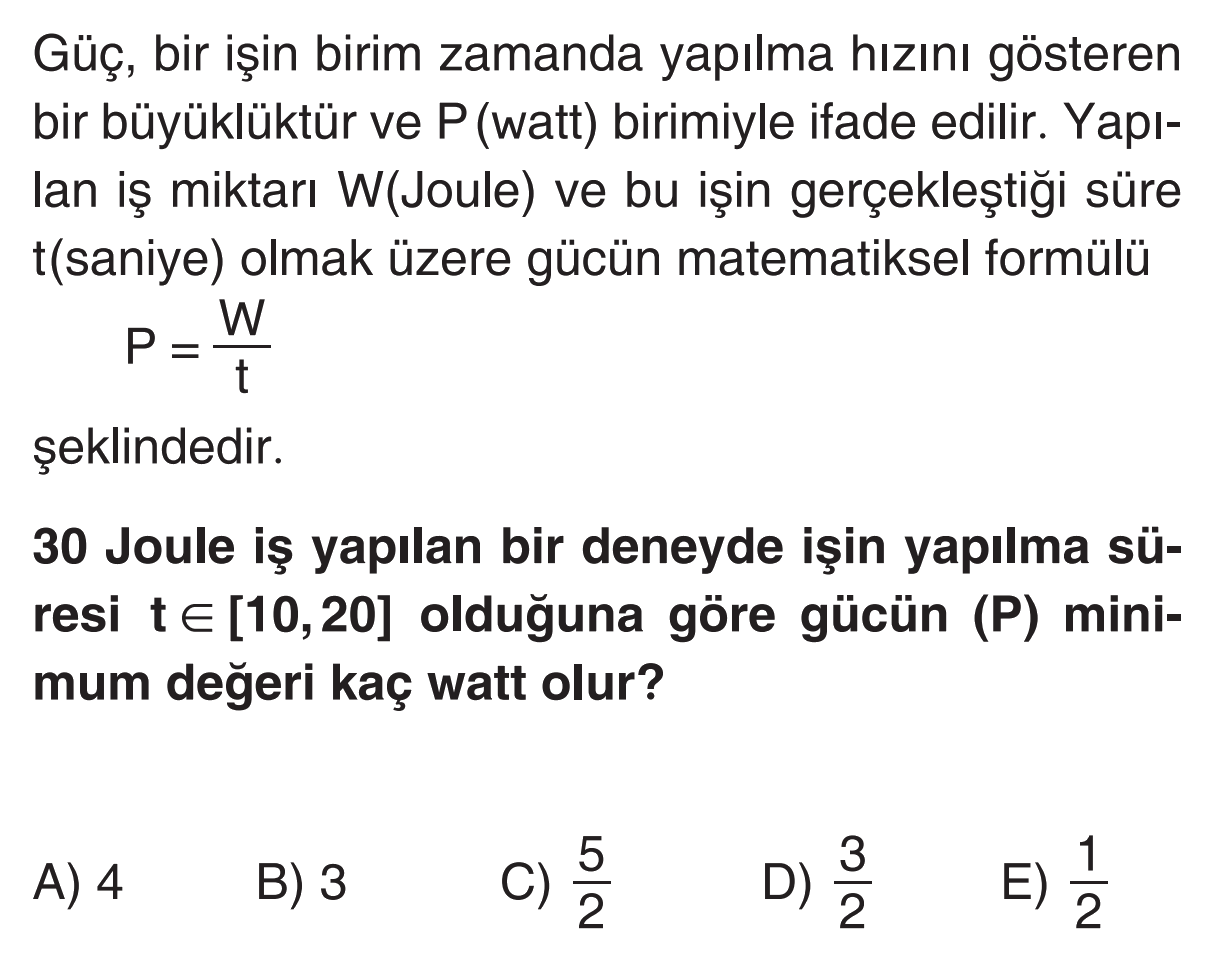 Güç, bir işin birim zamanda yapılma hızını gösteren
bir büyüklüktür ve P(watt) birimiyle ifade edilir. Yapı-
lan iş miktarı W(Joule) ve bu işin gerçekleştiği süre
t(saniye) olmak üzere gücün matematiksel formülü
P = W/t
şeklindedir.
30 Joule iş yapılan bir deneyde işin yapılma sü-
resi t ∈ [10, 20] olduğuna göre gücün (P) mini-
mum değeri kaç watt olur?
A) 4 B) 3 C) 5/2 D) 3/2 E) 1/2